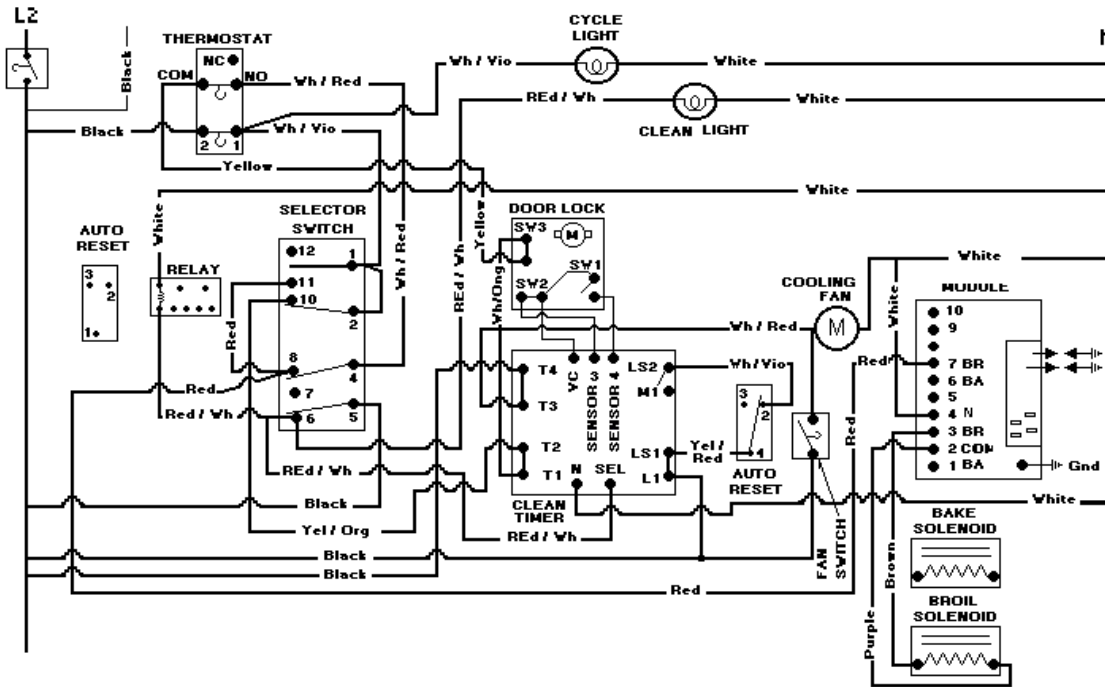 L2
CYCLE
LIGHT
THERMOSTAT
NC
COM
NO
Black
Wh / Red
Wh / Vio
White
REd / Wh
White
CLEAN LIGHT
Black
2
1
Wh / Vio
Yellow
White
SELECTOR
SWITCH
DOOR LOCK
AUTO
RESET
White
Wh / Red
Yellow
SW3
M
REd / Wh
Wh/Ong
SW1
SW2
COOLING
FAN
White
MODULE
3
2
1
RELAY
12
1
11
10
2
Red
8
4
7
5
6
Wh / Red
M
White
10
9
7 BR
6 BA
5
4 N
3 BR
2 COM
1 BA
Gnd
Red
Red
Red / Wh
T4
T3
T2
T1
VC
SENSOR 3
SENSOR 4
LS2
M1
LS1
L1
N
SEL
Wh/Vio
3
2
4
Yel /
Red
AUTO
RESET
Red
REd / Wh
CLEAN
TIMER
White
Black
Yel / Org
REd / Wh
FAN
SWITCH
BAKE
SOLENOID
Black
Black
Red
Brown
BROIL
SOLENOID
Purple